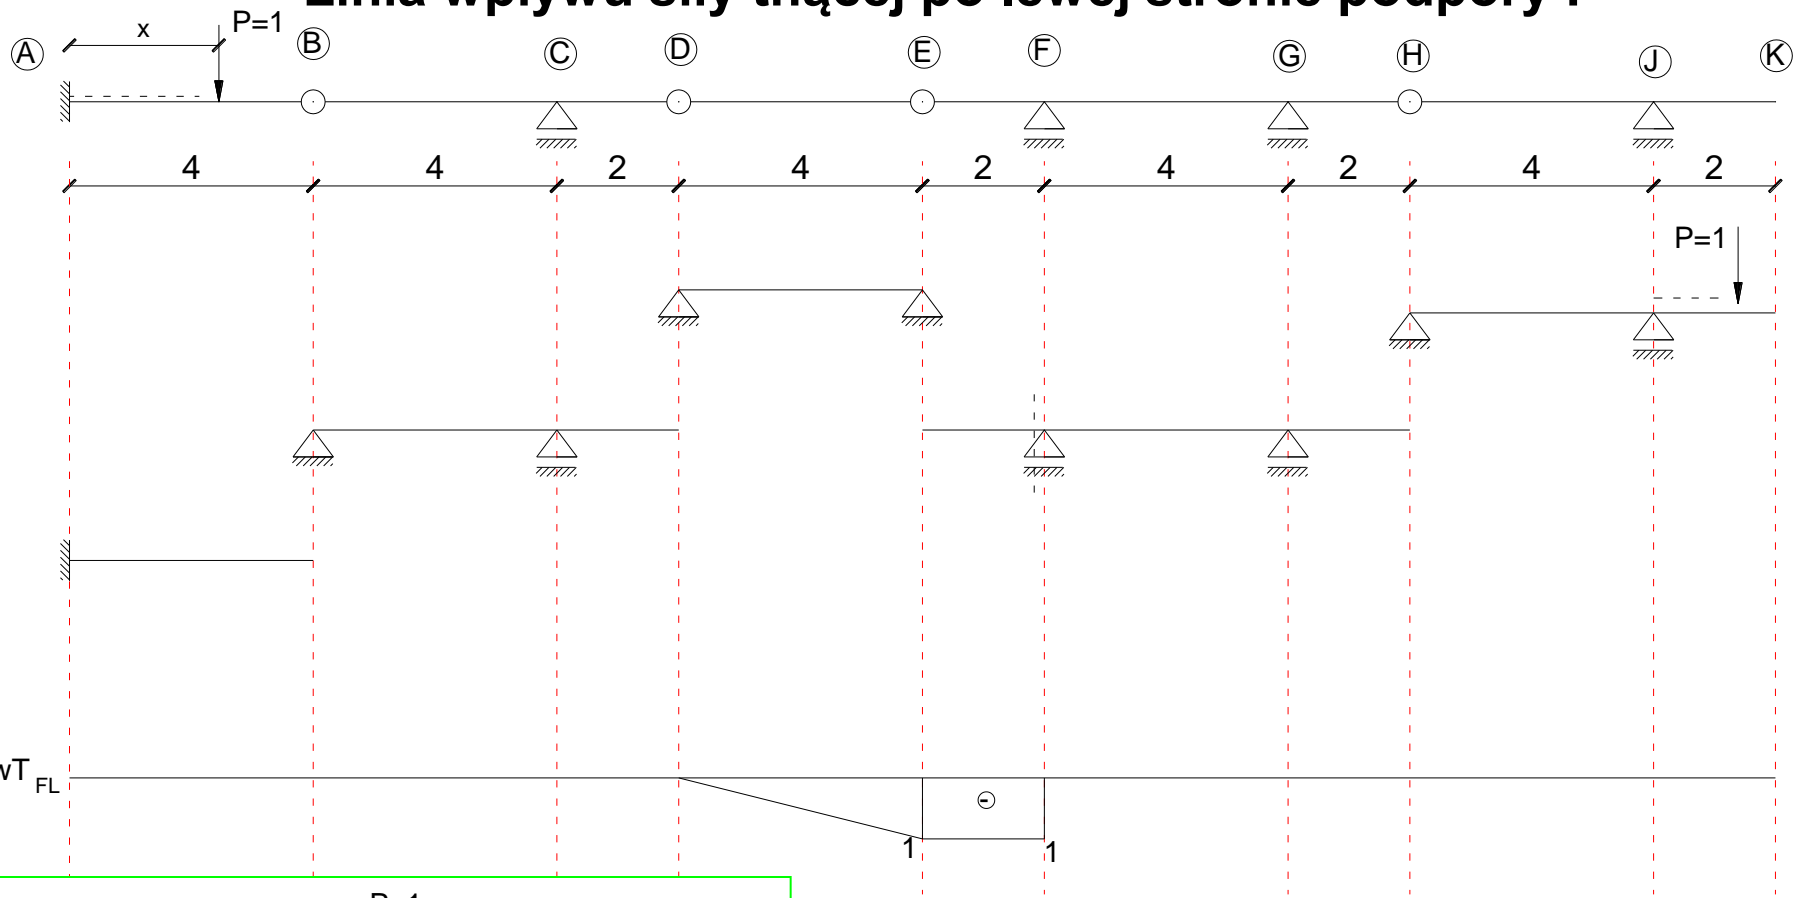 Linia wpływu siły tnącej po lewej stronie podpory
x P=1
A B C D E F G H J K
4 4 2 4 2 4 2 4 2
P=1
wT FL
-
1 1
P=1